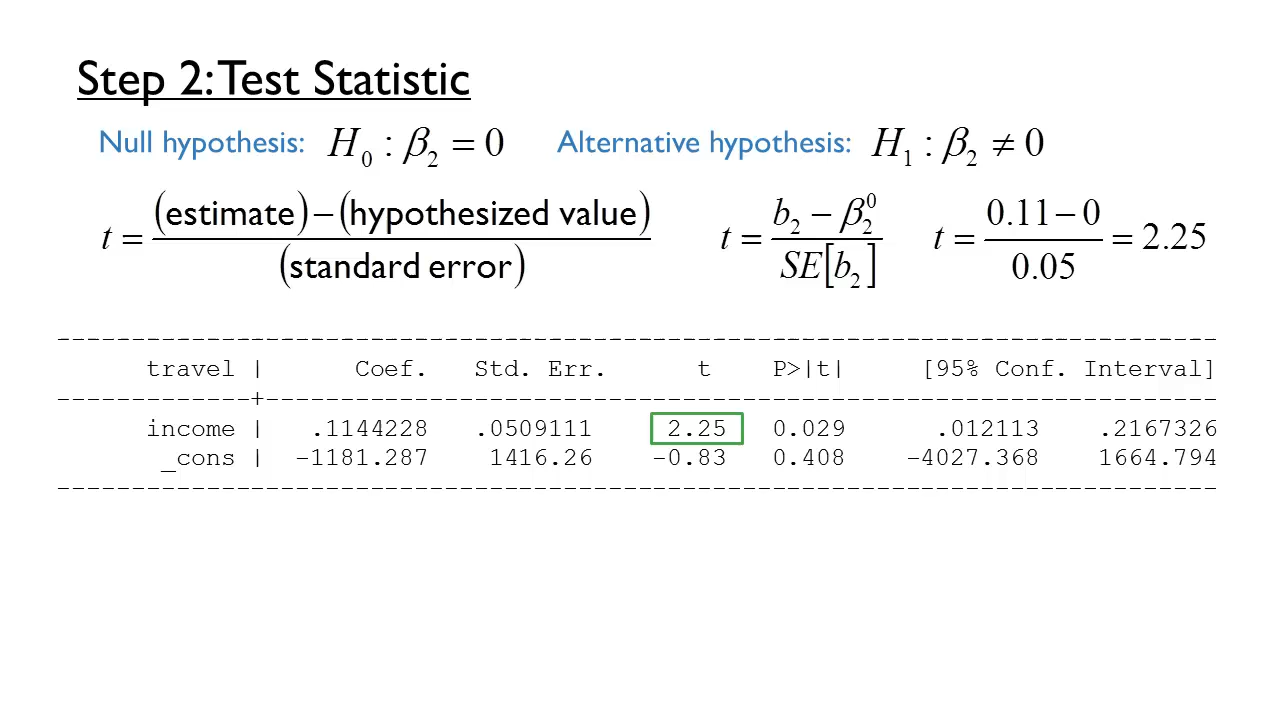 Step 2: Test Statistic
Null hypothesis: H₀ : β₂ = 0 Alternative hypothesis: H₁ : β₂ ≠ 0
t = (estimate) − (hypothesized value) / (standard error) t = b₂ − β₂⁰ / SE[b₂] t = 0.11 − 0 / 0.05 = 2.25
------------------------------------------------------------------------------
travel | Coef. Std. Err. t P>|t| [95% Conf. Interval]
-------------+----------------------------------------------------------------
income | .1144228 .0509111 2.25 0.029 .012113 .2167326
_cons | -1181.287 1416.26 -0.83 0.408 -4027.368 1664.794
------------------------------------------------------------------------------